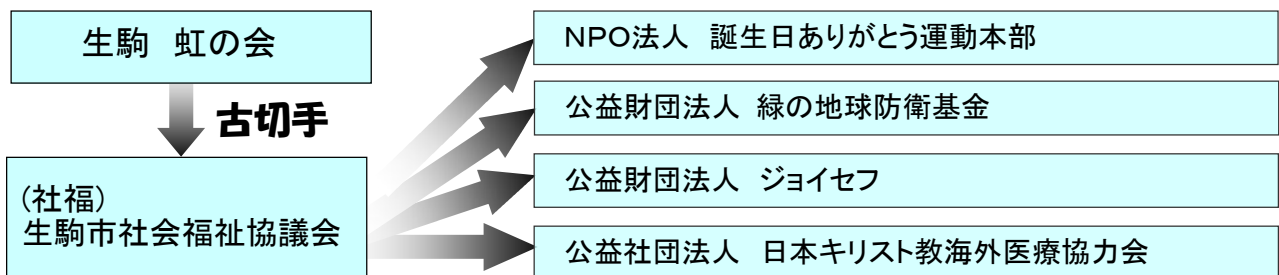 生駒　虹の会
古切手
(社福)
生駒市社会福祉協議会
NPO法人　誕生日ありがとう運動本部
公益財団法人　緑の地球防衛基金
公益財団法人　ジョイセフ
公益社団法人　日本キリスト教海外医療協力会